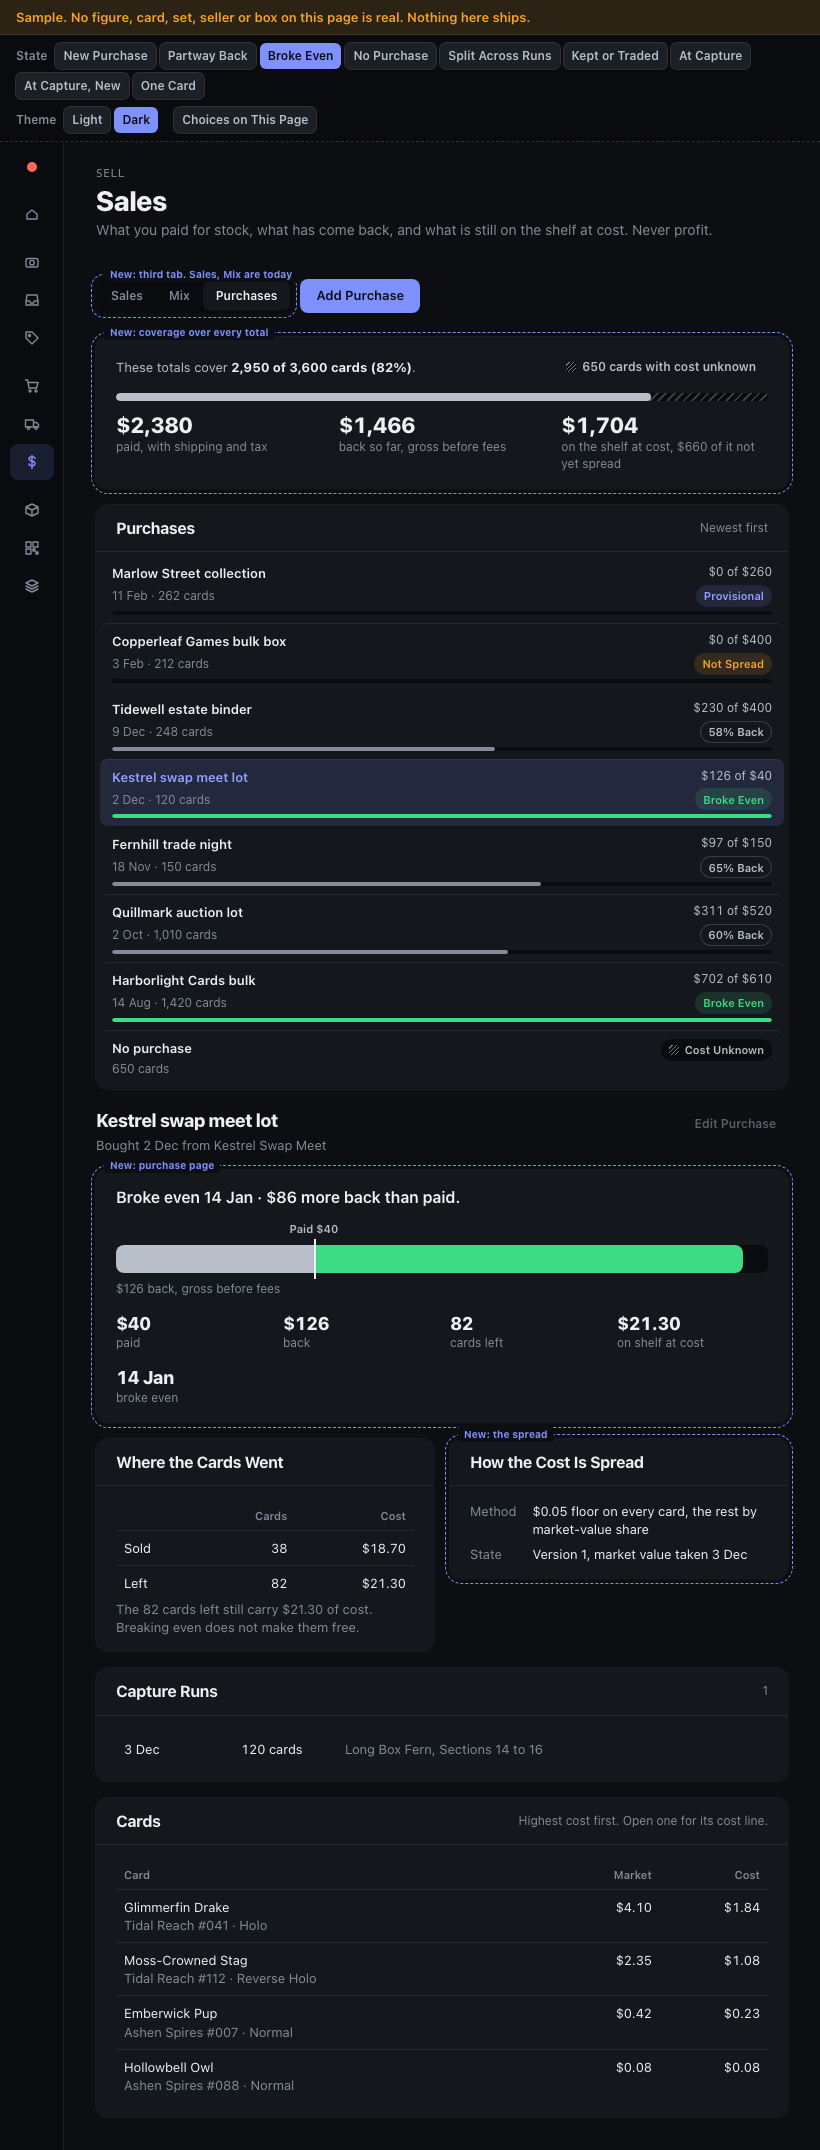 Sample. No figure, card, set, seller or box on this page is real. Nothing here ships.
State New Purchase Partway Back Broke Even No Purchase Split Across Runs Kept or Traded At Capture
At Capture, New One Card
Theme Light Dark Choices on This Page
SELL
Sales
What you paid for stock, what has come back, and what is still on the shelf at cost. Never profit.
New: third tab. Sales, Mix are today
Sales Mix Purchases Add Purchase
New: coverage over every total
These totals cover 2,950 of 3,600 cards (82%). 650 cards with cost unknown
$2,380 $1,466 $1,704
paid, with shipping and tax back so far, gross before fees on the shelf at cost, $660 of it not
yet spread
Purchases Newest first
Marlow Street collection $0 of $260
11 Feb · 262 cards Provisional
Copperleaf Games bulk box $0 of $400
3 Feb · 212 cards Not Spread
Tidewell estate binder $230 of $400
9 Dec · 248 cards 58% Back
Kestrel swap meet lot $126 of $40
2 Dec · 120 cards Broke Even
Fernhill trade night $97 of $150
18 Nov · 150 cards 65% Back
Quillmark auction lot $311 of $520
2 Oct · 1,010 cards 60% Back
Harborlight Cards bulk $702 of $610
14 Aug · 1,420 cards Broke Even
No purchase Cost Unknown
650 cards
Kestrel swap meet lot Edit Purchase
Bought 2 Dec from Kestrel Swap Meet
New: purchase page
Broke even 14 Jan · $86 more back than paid.
Paid $40
$126 back, gross before fees
$40 $126 82 $21.30
paid back cards left on shelf at cost
14 Jan
broke even
New: the spread
Where the Cards Went How the Cost Is Spread
Cards Cost
Method $0.05 floor on every card, the rest by
market-value share
Sold 38 $18.70
State Version 1, market value taken 3 Dec
Left 82 $21.30
The 82 cards left still carry $21.30 of cost.
Breaking even does not make them free.
Capture Runs 1
3 Dec 120 cards Long Box Fern, Sections 14 to 16
Cards Highest cost first. Open one for its cost line.
Card Market Cost
Glimmerfin Drake $4.10 $1.84
Tidal Reach #041 · Holo
Moss-Crowned Stag $2.35 $1.08
Tidal Reach #112 · Reverse Holo
Emberwick Pup $0.42 $0.23
Ashen Spires #007 · Normal
Hollowbell Owl $0.08 $0.08
Ashen Spires #088 · Normal